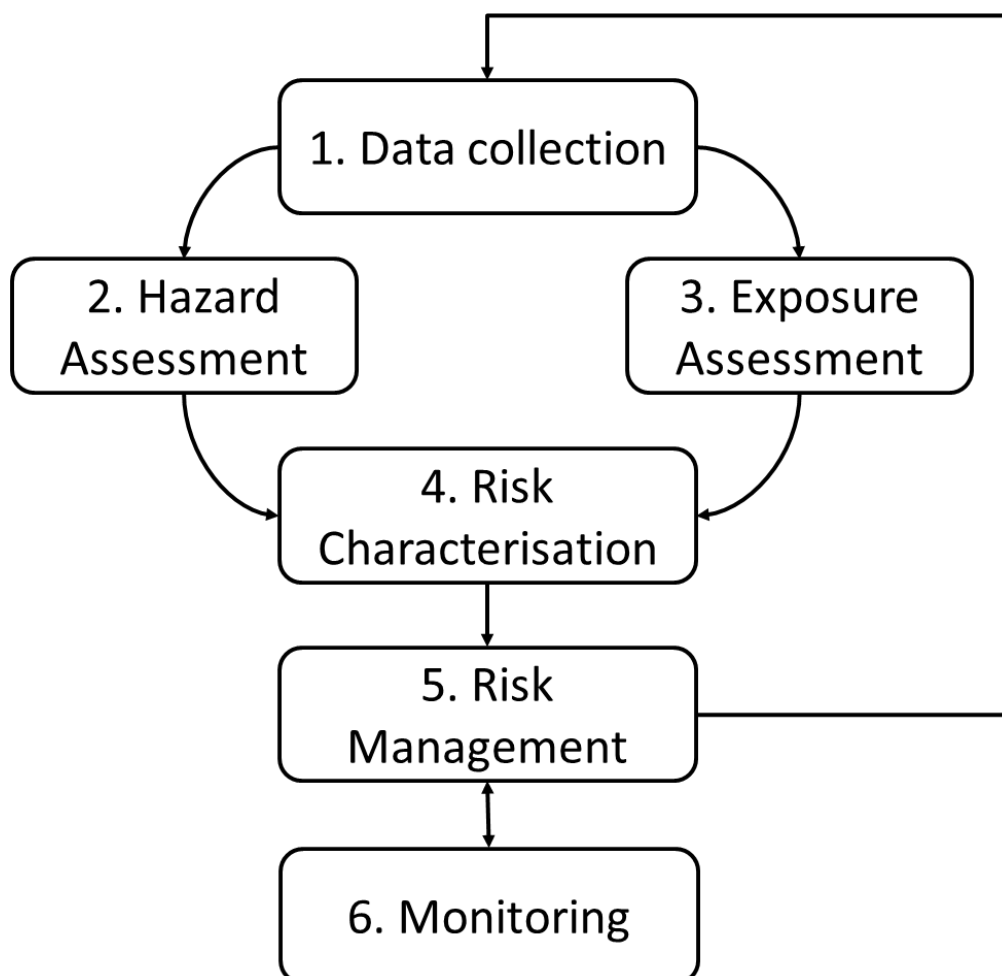 1. Data collection
2. Hazard
Assessment
3. Exposure
Assessment
4. Risk
Characterisation
5. Risk
Management
6. Monitoring